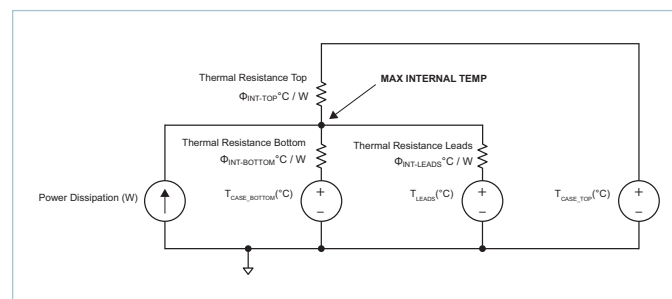 Thermal Resistance Top
MAX INTERNAL TEMP
ΦINT-TOP°C / W
Thermal Resistance Bottom
ΦINT-BOTTOM°C / W
Thermal Resistance Leads
ΦINT-LEADS°C / W
Power Dissipation (W)
TCASE_BOTTOM(°C)
+
−
TLEADS(°C)
+
−
TCASE_TOP(°C)
+
−